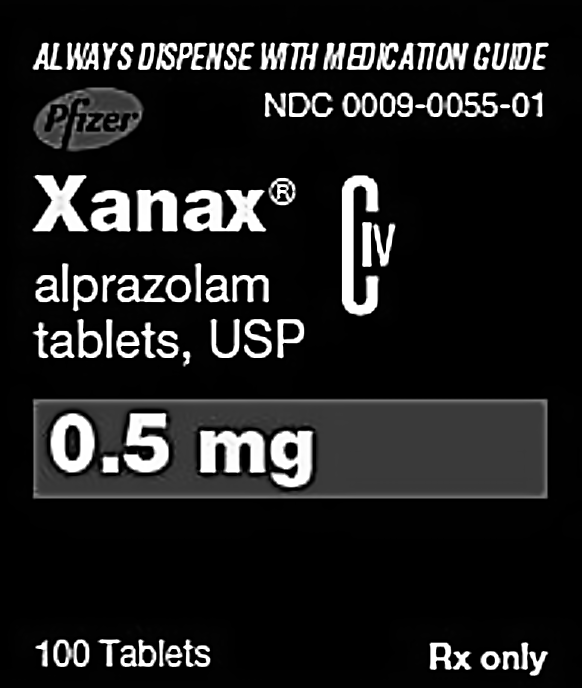 ALWAYS DISPENSE WITH MEDICATION GUIDE
Pfizer
NDC 0009-0055-01
Xanax®
CIV
alprazolam
tablets, USP
0.5 mg
100 Tablets
Rx only